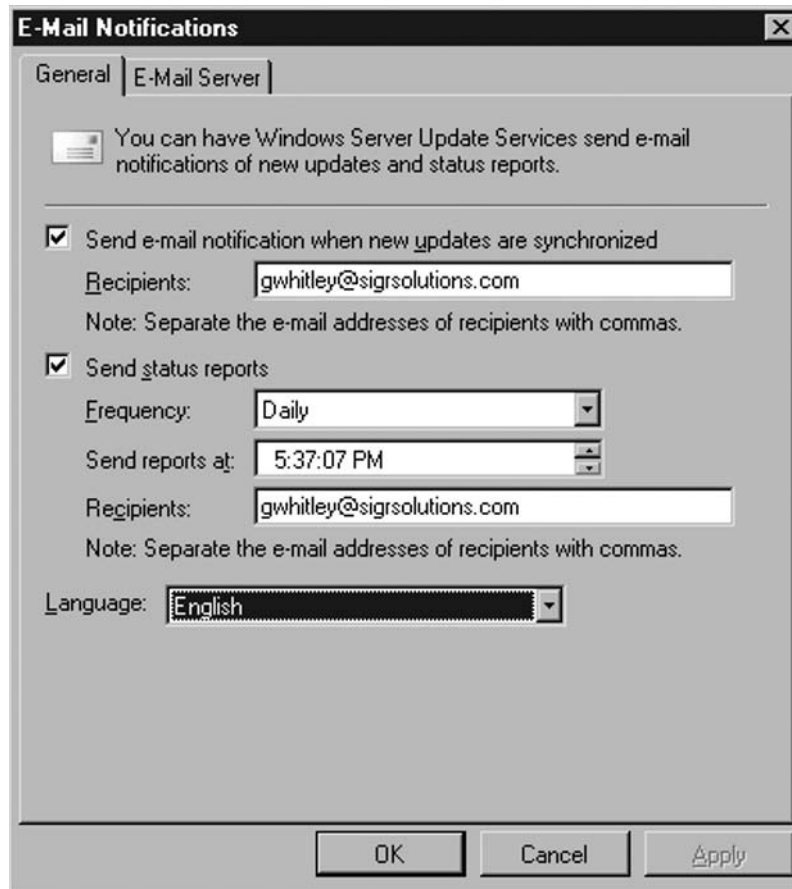 E-Mail Notifications
General
E-Mail Server
You can have Windows Server Update Services send e-mail
notifications of new updates and status reports.
Send e-mail notification when new updates are synchronized
Recipients: gwhitley@sigrsolutions.com
Note: Separate the e-mail addresses of recipients with commas.
Send status reports
Frequency: Daily
Send reports at: 5:37:07 PM
Recipients: gwhitley@sigrsolutions.com
Note: Separate the e-mail addresses of recipients with commas.
Language: English
OK Cancel Apply